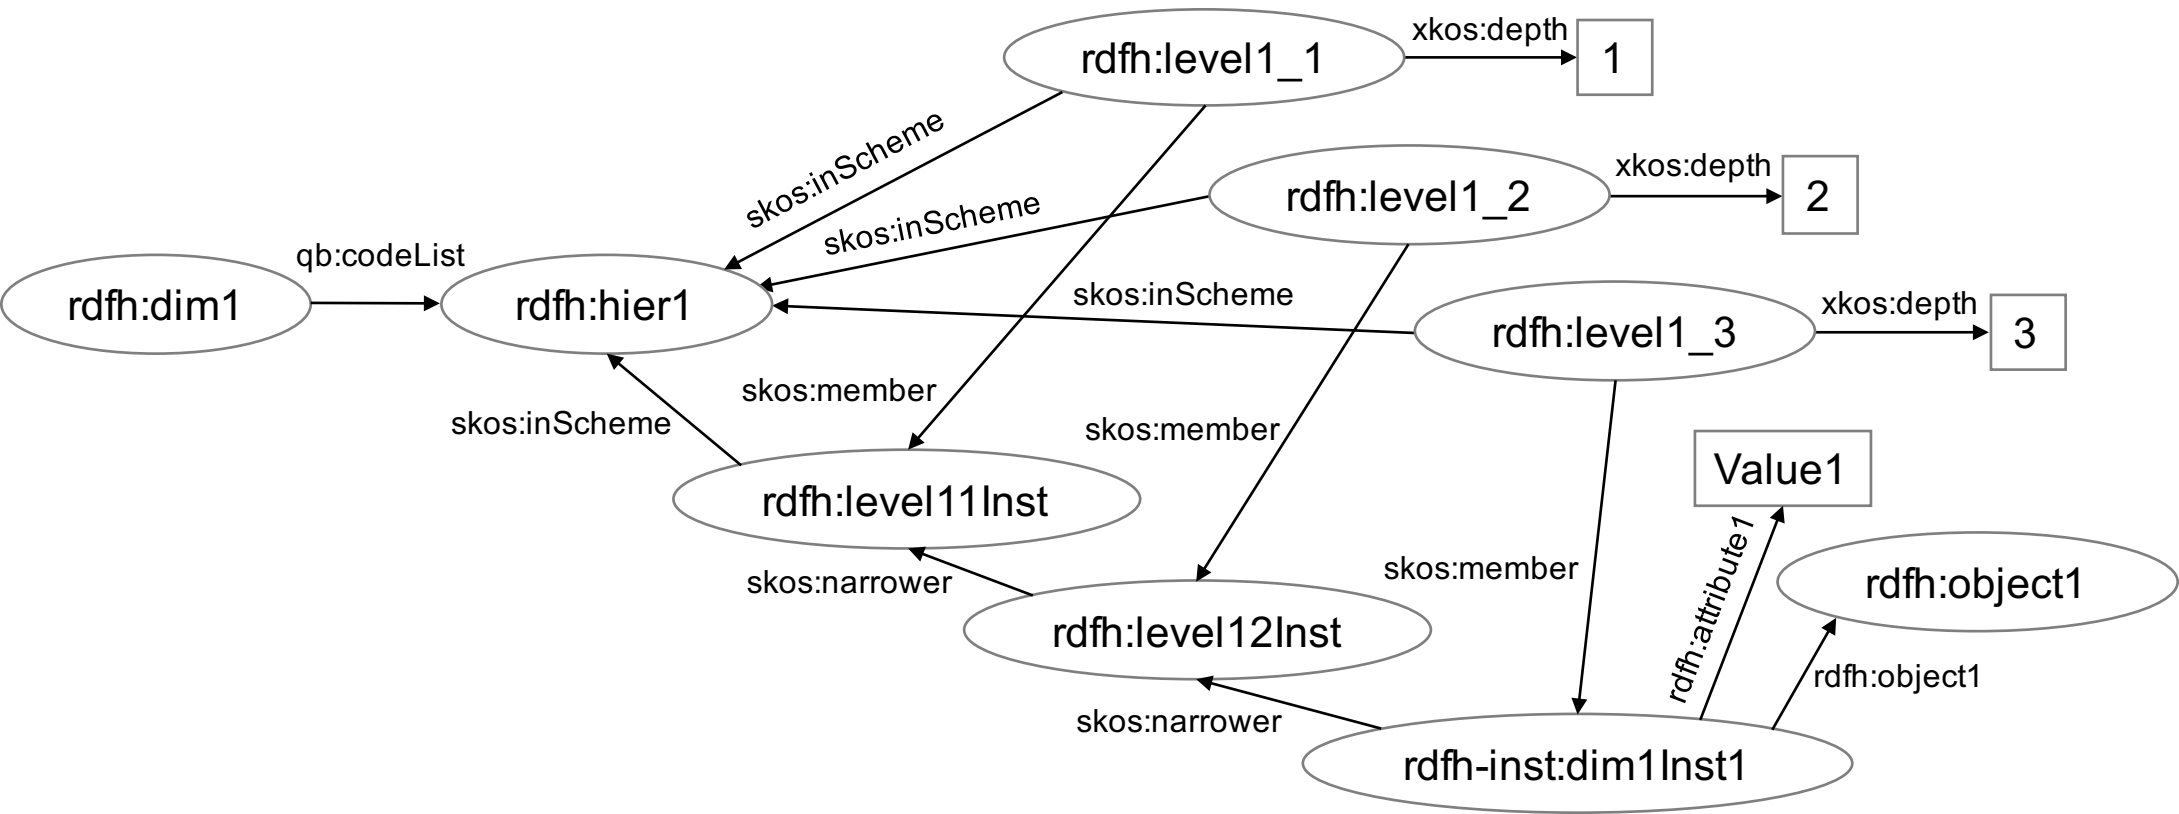 rdfh:level1_1
xkos:depth
1
skos:inScheme
rdfh:level1_2
xkos:depth
2
skos:inScheme
qb:codeList
rdfh:dim1
rdfh:hier1
skos:inScheme
rdfh:level1_3
xkos:depth
3
skos:member
skos:inScheme
skos:member
Value1
rdfh:level11Inst
rdfh:attribute1
skos:member
skos:narrower
rdfh:object1
rdfh:level12Inst
rdfh:object1
skos:narrower
rdfh-inst:dim1Inst1